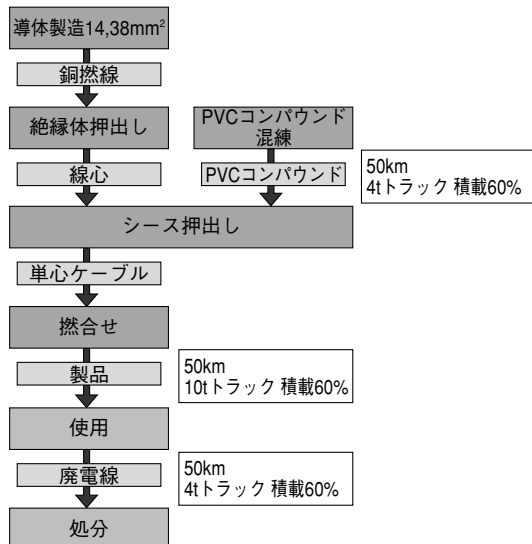 導体製造14,38mm²
銅撚線
絶縁体押出し
PVCコンパウンド
混練
線心
PVCコンパウンド
50km
4tトラック 積載60%
シース押出し
単心ケーブル
撚合せ
製品
50km
10tトラック 積載60%
使用
廃電線
50km
4tトラック 積載60%
処分